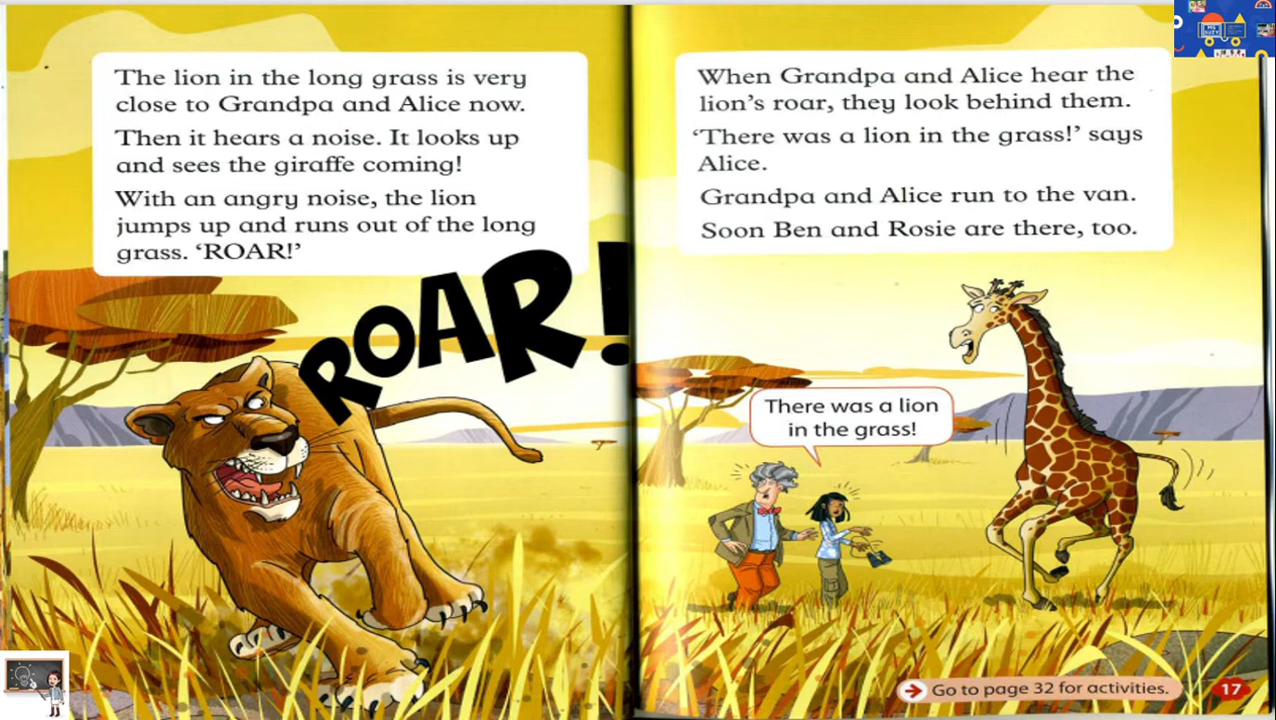 The lion in the long grass is very
close to Grandpa and Alice now.
Then it hears a noise. It looks up
and sees the giraffe coming!
With an angry noise, the lion
jumps up and runs out of the long
grass. ‘ROAR!’
ROAR!
When Grandpa and Alice hear the
lion’s roar, they look behind them.
‘There was a lion in the grass!’ says
Alice.
Grandpa and Alice run to the van.
Soon Ben and Rosie are there, too.
There was a lion
in the grass!
Go to page 32 for activities.
17